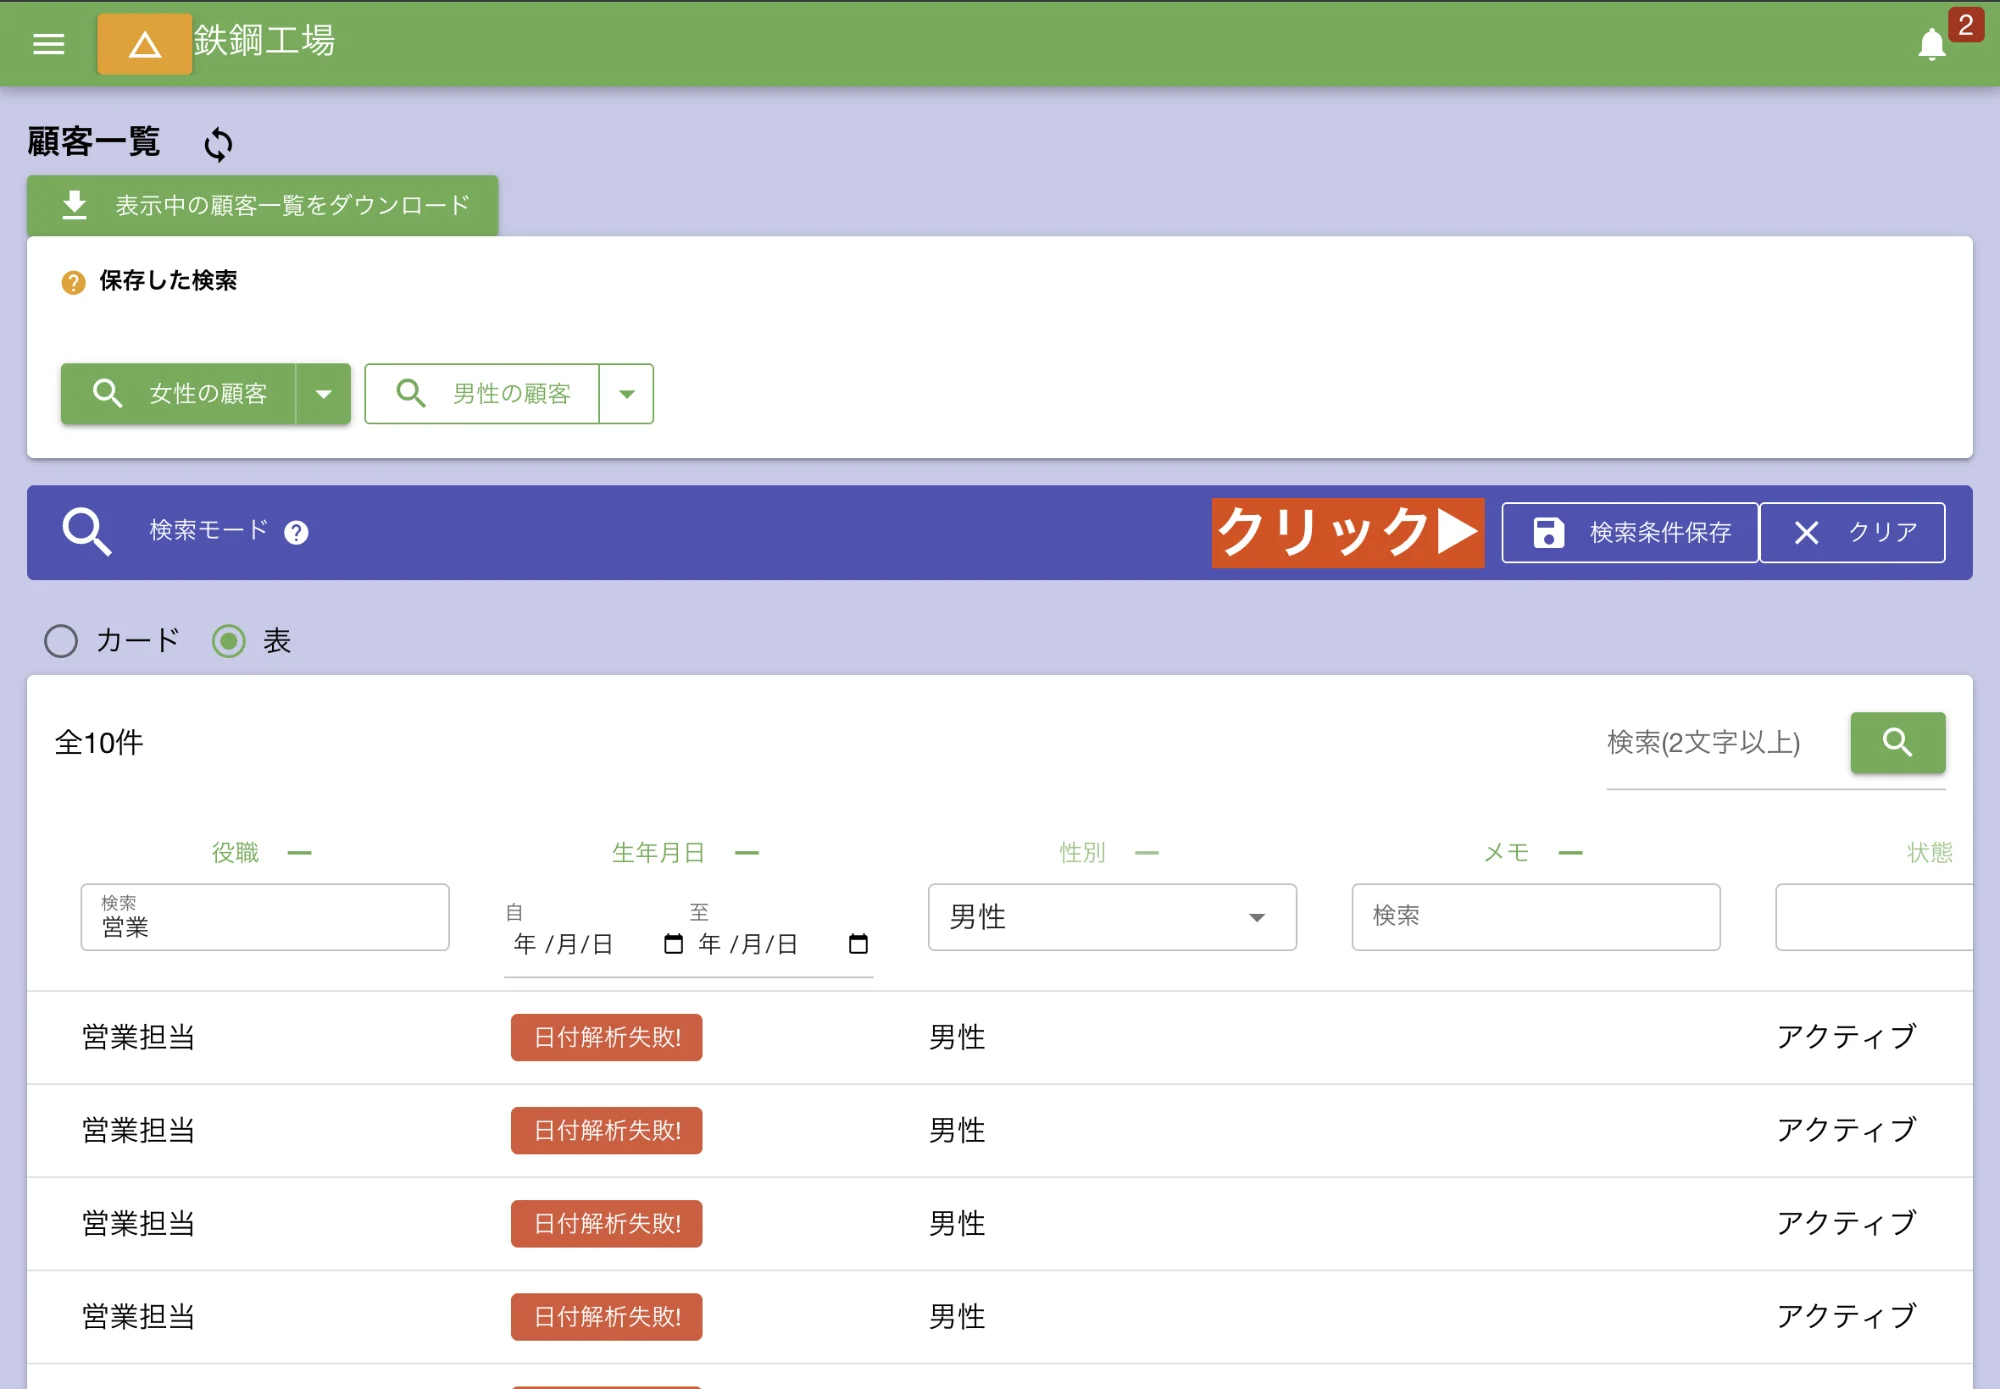 鉄鋼工場
2
顧客一覧
表示中の顧客一覧をダウンロード
保存した検索
女性の顧客 男性の顧客
検索モード クリック▶ 検索条件保存 クリア
カード 表
全10件 検索(2文字以上)
役職 生年月日 性別 メモ 状態
検索
営業
自 至
年 /月/日 年 /月/日
男性
検索
営業担当 日付解析失敗! 男性 アクティブ
営業担当 日付解析失敗! 男性 アクティブ
営業担当 日付解析失敗! 男性 アクティブ
営業担当 日付解析失敗! 男性 アクティブ